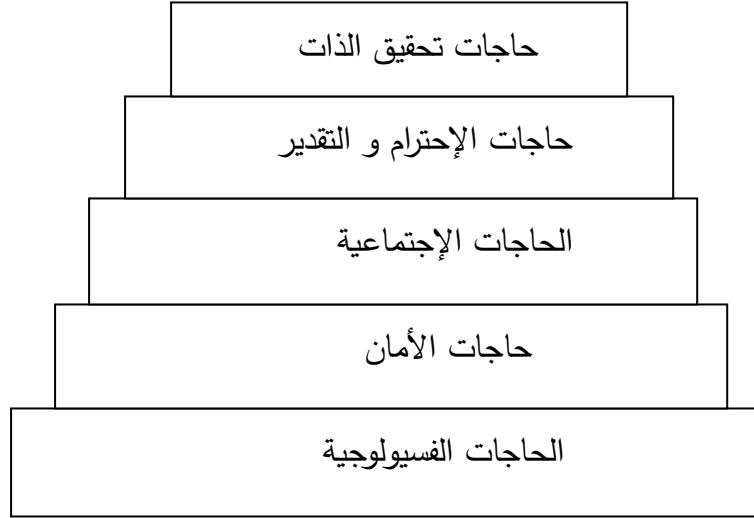 حاجات تحقيق الذات
حاجات الإحترام و التقدير
الحاجات الإجتماعية
حاجات الأمان
الحاجات الفسيولوجية